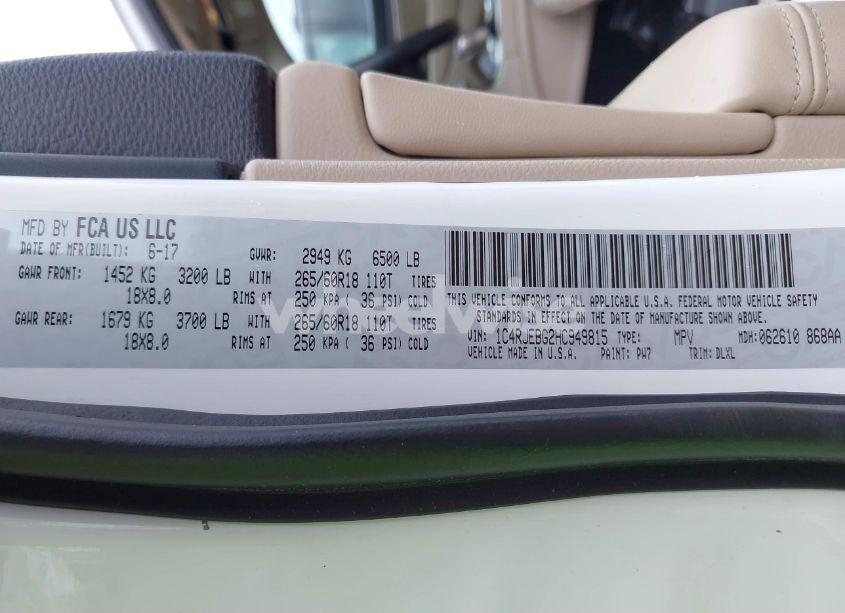 MFD BY FCA US LLC
DATE OF MFR(BUILT): 6-17 GVWR: 2949 KG 6500 LB
GAWR FRONT: 1452 KG 3200 LB WITH 265/60R18 110T TIRES
18X8.0 RIMS AT 250 KPA ( 36 PSI) COLD
GAWR REAR: 1679 KG 3700 LB WITH 265/60R18 110T TIRES
18X8.0 RIMS AT 250 KPA ( 36 PSI) COLD
THIS VEHICLE CONFORMS TO ALL APPLICABLE U.S.A. FEDERAL MOTOR VEHICLE SAFETY
STANDARDS IN EFFECT ON THE DATE OF MANUFACTURE SHOWN ABOVE.
VIN: 1C4RJEBG2HC949815 TYPE: MPV MDH: 062610 868AA
VEHICLE MADE IN U.S.A. PAINT: PW7 TRIM: DLXL